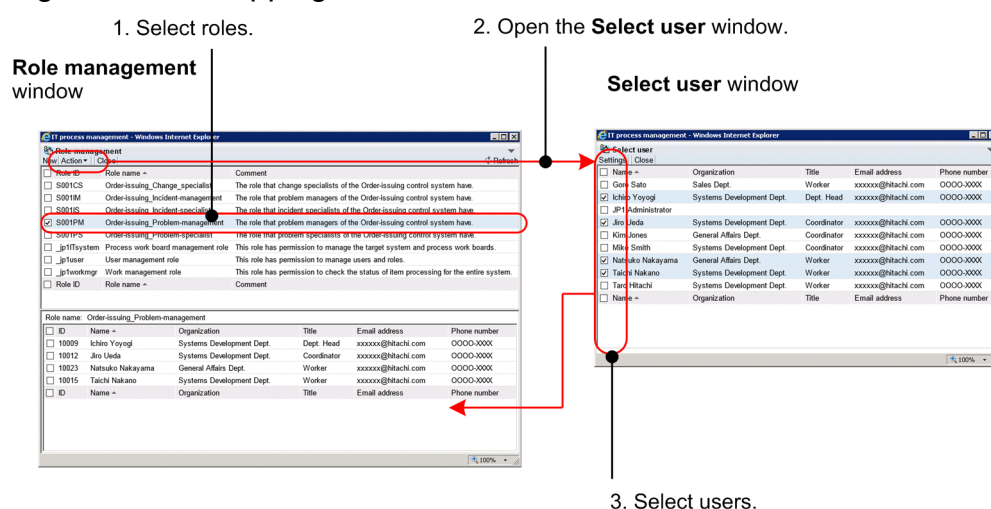 1. Select roles.
2. Open the Select user window.
Role management
window
Select user window
IT process management - Windows Internet Explorer
Role management
New Action Close Refresh
Role ID Role name Comment
S001CS Order-issuing_Change_specialist The role that change specialists of the Order-issuing control system have.
S001IM Order-issuing_Incident-management The role that incident managers of the Order-issuing control system have.
S001IS Order-issuing_Incident-specialist The role that incident specialists of the Order-issuing control system have.
S001PM Order-issuing_Problem-management The role that problem managers of the Order-issuing control system have.
S001PS Order-issuing_Problem-specialist The role that problem specialists of the Order-issuing control system have.
_jp1ITsystem Process work board management role This role has permission to manage the target system and process work boards.
_jp1user User management role This role has permission to manage users and roles.
_jp1workmgr Work management role This role has permission to check the status of item processing for the entire system.
Role ID Role name Comment
Role name: Order-issuing_Problem-management
ID Name Organization Title Email address Phone number
10009 Ichiro Yoyogi Systems Development Dept. Dept. Head xxxxxx@hitachi.com OOOO-XXXX
10012 Jiro Ueda Systems Development Dept. Coordinator xxxxxx@hitachi.com OOOO-XXXX
10023 Natsuko Nakayama General Affairs Dept. Worker xxxxxx@hitachi.com OOOO-XXXX
10015 Taichi Nakano Systems Development Dept. Worker xxxxxx@hitachi.com OOOO-XXXX
ID Name Organization Title Email address Phone number
100%
IT process management - Windows Internet Explorer
Select user
Settings Close
Name Organization Title Email address Phone number
Goro Sato Sales Dept. Worker xxxxxx@hitachi.com OOOO-XXXX
Ichiro Yoyogi Systems Development Dept. Dept. Head xxxxxx@hitachi.com OOOO-XXXX
JP1 Administrator
Jiro Ueda Systems Development Dept. Coordinator xxxxxx@hitachi.com OOOO-XXXX
Kim Jones General Affairs Dept. Coordinator xxxxxx@hitachi.com OOOO-XXXX
Mike Smith Systems Development Dept. Coordinator xxxxxx@hitachi.com OOOO-XXXX
Natsuko Nakayama General Affairs Dept. Worker xxxxxx@hitachi.com OOOO-XXXX
Taichi Nakano Systems Development Dept. Worker xxxxxx@hitachi.com OOOO-XXXX
Taro Hitachi Systems Development Dept. Worker xxxxxx@hitachi.com OOOO-XXXX
Name Organization Title Email address Phone number
100%
3. Select users.